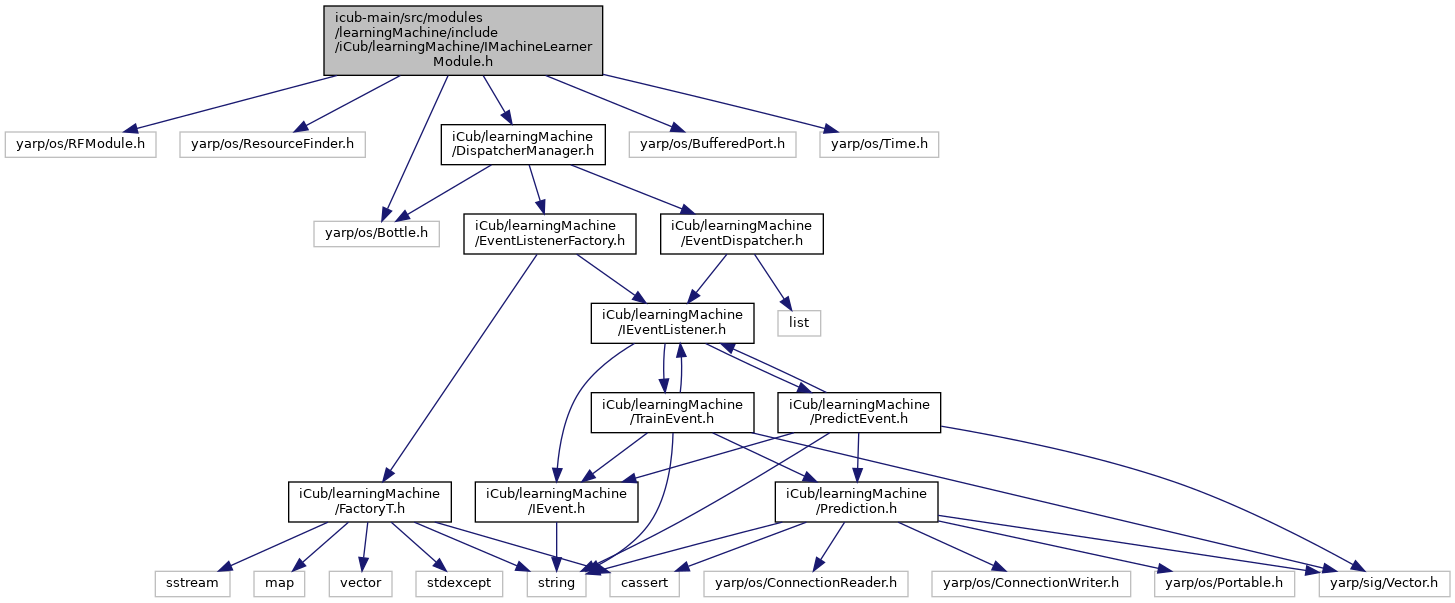 icub-main/src/modules
/learningMachine/include
/iCub/learningMachine/IMachineLearner
Module.h
yarp/os/RFModule.h
yarp/os/ResourceFinder.h
iCub/learningMachine
/DispatcherManager.h
yarp/os/BufferedPort.h
yarp/os/Time.h
yarp/os/Bottle.h
iCub/learningMachine
/EventListenerFactory.h
iCub/learningMachine
/EventDispatcher.h
iCub/learningMachine
/IEventListener.h
list
iCub/learningMachine
/TrainEvent.h
iCub/learningMachine
/PredictEvent.h
iCub/learningMachine
/FactoryT.h
iCub/learningMachine
/IEvent.h
iCub/learningMachine
/Prediction.h
sstream
map
vector
stdexcept
string
cassert
yarp/os/ConnectionReader.h
yarp/os/ConnectionWriter.h
yarp/os/Portable.h
yarp/sig/Vector.h